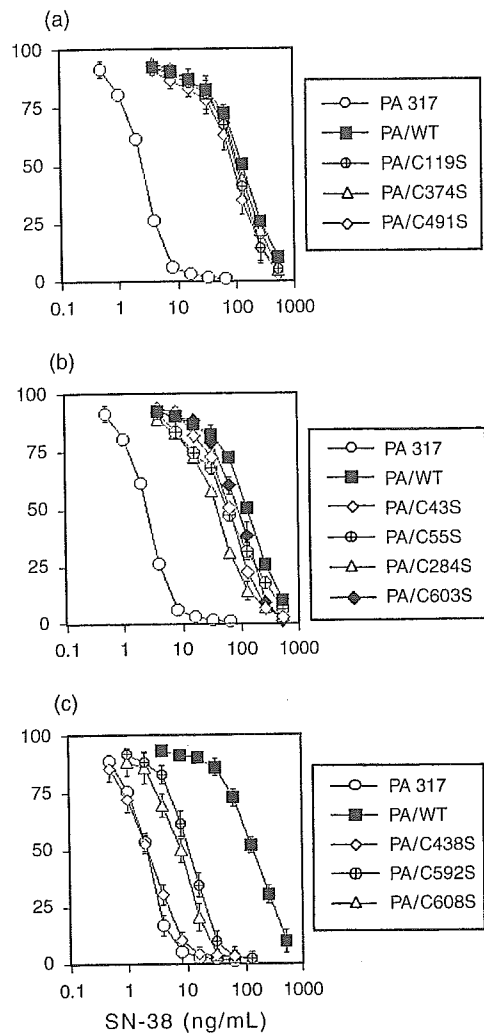 (a)
100
75
50
25
0
0.1 1 10 100 1000
PA 317
PA/WT
PA/C119S
PA/C374S
PA/C491S
(b)
100
75
50
25
0
0.1 1 10 100 1000
PA 317
PA/WT
PA/C43S
PA/C55S
PA/C284S
PA/C603S
(c)
100
75
50
25
0
0.1 1 10 100 1000
SN-38 (ng/mL)
PA 317
PA/WT
PA/C438S
PA/C592S
PA/C608S